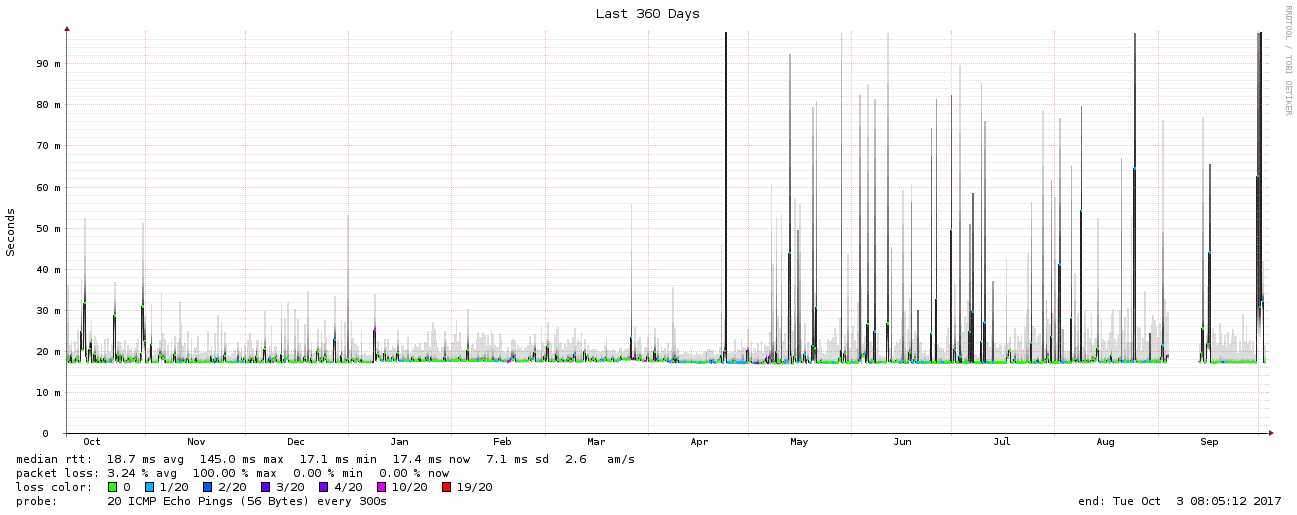 Last 360 Days
RRDTOOL / TOBI OETIKER
Seconds
90 m
80 m
70 m
60 m
50 m
40 m
30 m
20 m
10 m
0
Oct Nov Dec Jan Feb Mar Apr May Jun Jul Aug Sep
median rtt: 18.7 ms avg 145.0 ms max 17.1 ms min 17.4 ms now 7.1 ms sd 2.6 am/s
packet loss: 3.24 % avg 100.00 % max 0.00 % min 0.00 % now
loss color: 0 1/20 2/20 3/20 4/20 10/20 19/20
probe: 20 ICMP Echo Pings (56 Bytes) every 300s end: Tue Oct 3 08:05:12 2017